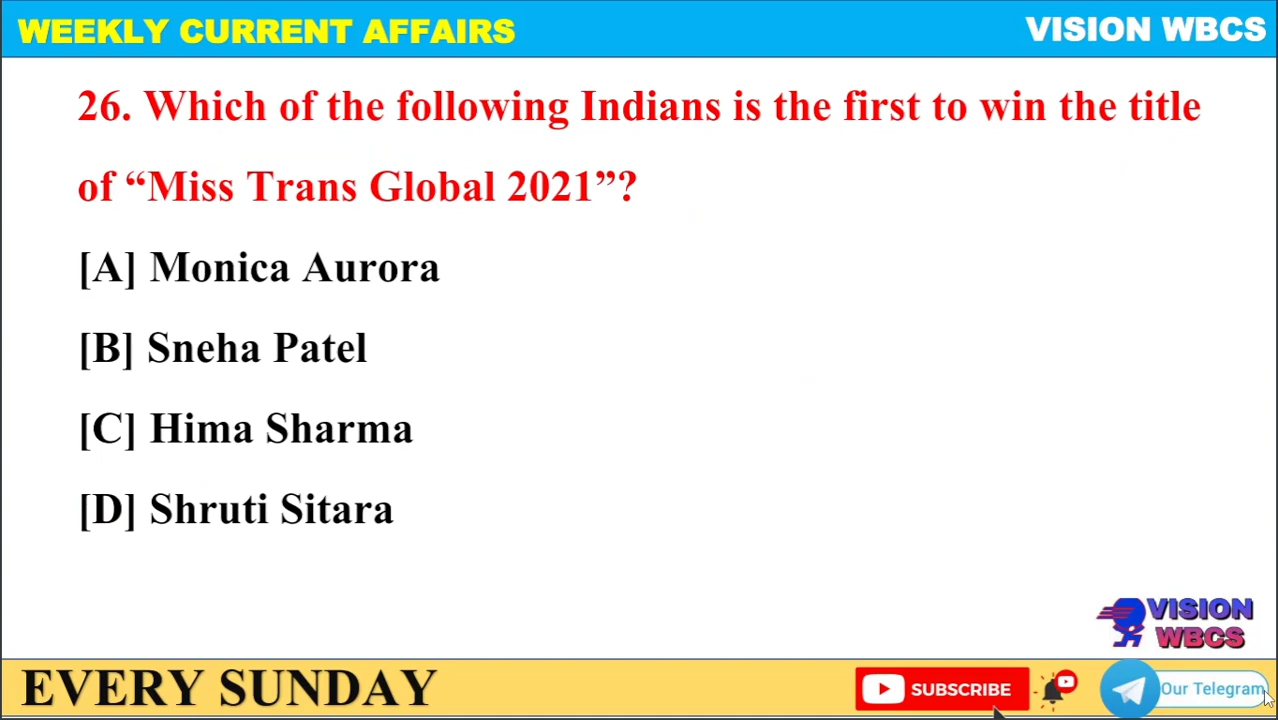 WEEKLY CURRENT AFFAIRS
VISION WBCS
26. Which of the following Indians is the first to win the title
of “Miss Trans Global 2021”?
[A] Monica Aurora
[B] Sneha Patel
[C] Hima Sharma
[D] Shruti Sitara
VISION
WBCS
EVERY SUNDAY
SUBSCRIBE
Our Telegram